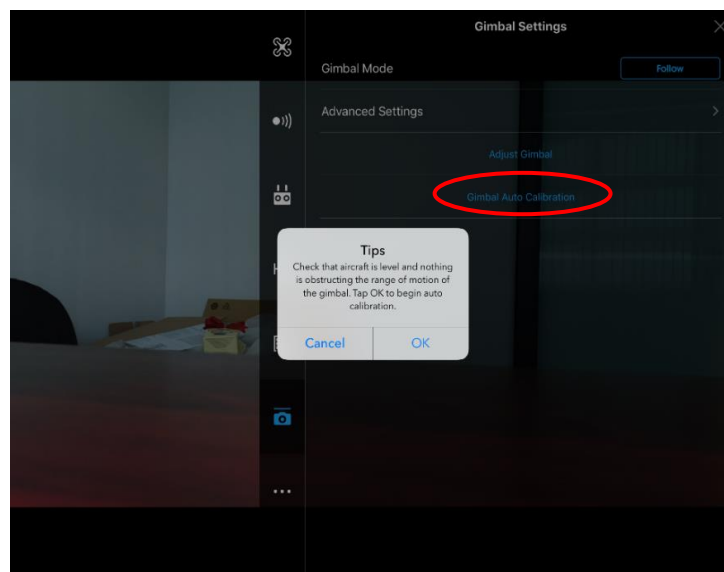 Gimbal Settings
Gimbal Mode
Follow
Advanced Settings
Adjust Gimbal
Gimbal Auto Calibration
Tips
Check that aircraft is level and nothing
is obstructing the range of motion of
the gimbal. Tap OK to begin auto
calibration.
Cancel
OK